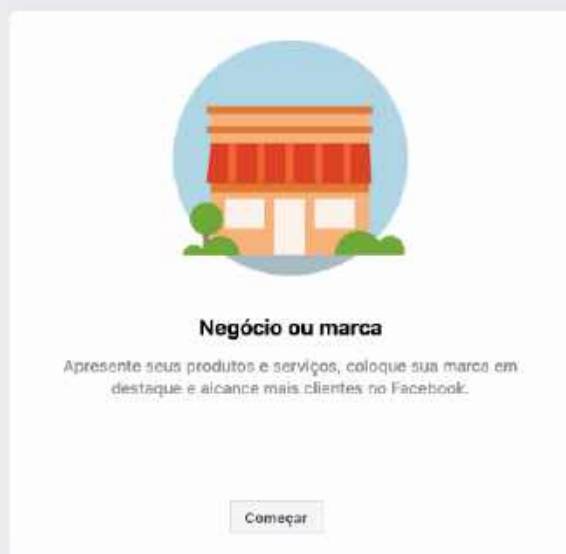 Negócio ou marca
Apresente seus produtos e serviços, coloque sua marca em
destaque e alcance mais clientes no Facebook.
Começar